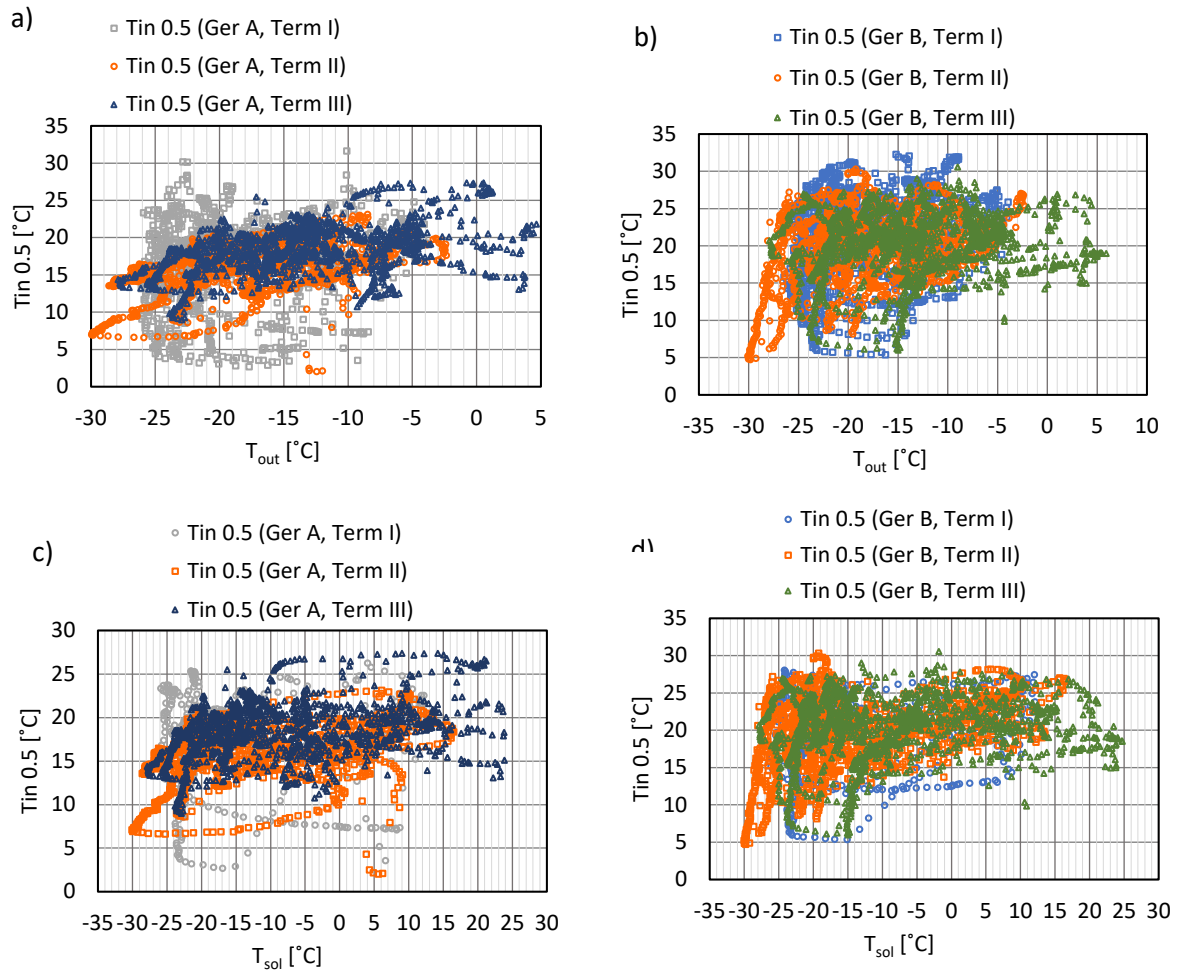 a)
Tin 0.5 (Ger A, Term I)
Tin 0.5 (Ger A, Term II)
Tin 0.5 (Ger A, Term III)
35
30
25
20
15
10
5
0
Tin 0.5 [˚C]
-30 -25 -20 -15 -10 -5 0 5
Tout [˚C]
b)
Tin 0.5 (Ger B, Term I)
Tin 0.5 (Ger B, Term II)
Tin 0.5 (Ger B, Term III)
35
30
25
20
15
10
5
0
Tin 0.5 [˚C]
-35 -30 -25 -20 -15 -10 -5 0 5 10
Tout [˚C]
c)
Tin 0.5 (Ger A, Term I)
Tin 0.5 (Ger A, Term II)
Tin 0.5 (Ger A, Term III)
30
25
20
15
10
5
0
Tin 0.5 [˚C]
-35 -30 -25 -20 -15 -10 -5 0 5 10 15 20 25 30
Tsol [˚C]
d)
Tin 0.5 (Ger B, Term I)
Tin 0.5 (Ger B, Term II)
Tin 0.5 (Ger B, Term III)
35
30
25
20
15
10
5
0
Tin 0.5 [˚C]
-35 -30 -25 -20 -15 -10 -5 0 5 10 15 20 25 30
Tsol [˚C]